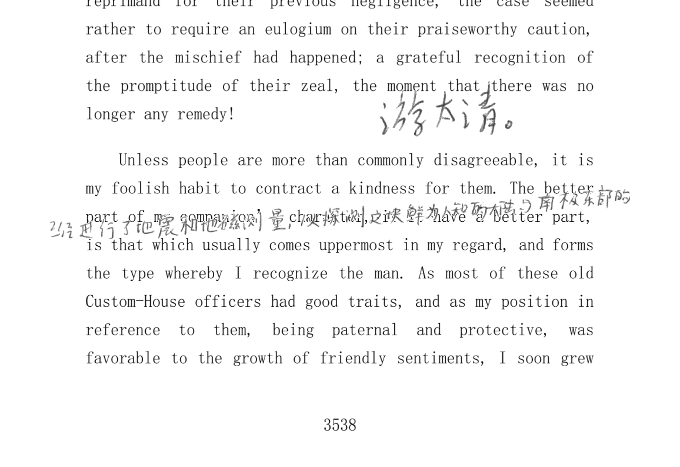 reprimand for their previous negligence, the case seemed
rather to require an eulogium on their praiseworthy caution,
after the mischief had happened; a grateful recognition of
the promptitude of their zeal, the moment that there was no
longer any remedy!
游太清。
Unless people are more than commonly disagreeable, it is
my foolish habit to contract a kindness for them. The better
part of my companion's character, if it have a better part,
已经进行了地震和地磁测量,以探测这块鲜为人知的横 南极东部的
is that which usually comes uppermost in my regard, and forms
the type whereby I recognize the man. As most of these old
Custom-House officers had good traits, and as my position in
reference to them, being paternal and protective, was
favorable to the growth of friendly sentiments, I soon grew
3538